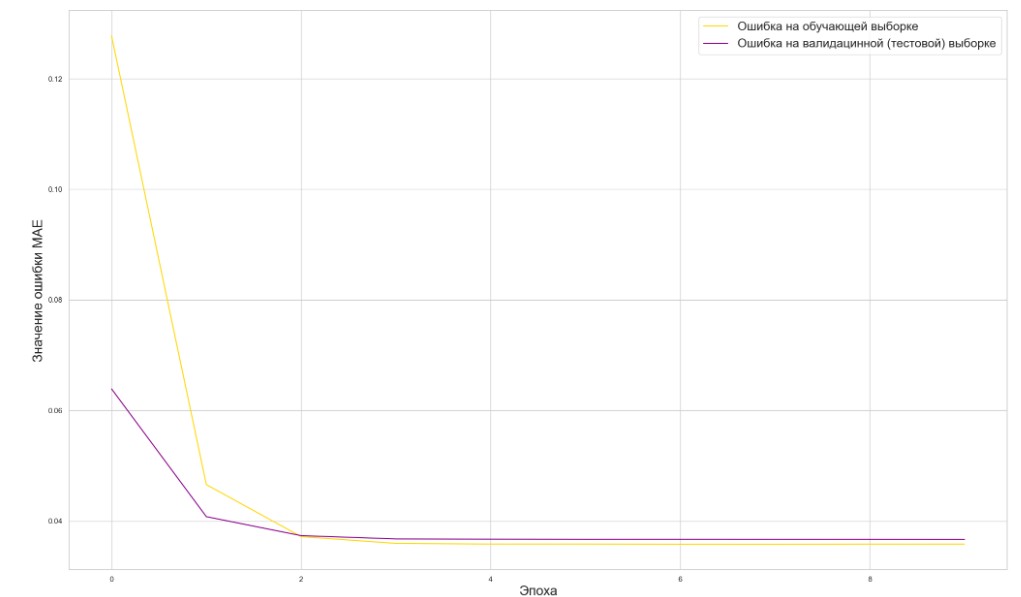 Ошибка на обучающей выборке
Ошибка на валидацинной (тестовой) выборке
Значение ошибки MAE
0.12
0.10
0.08
0.06
0.04
0 2 4 6 8
Эпоха